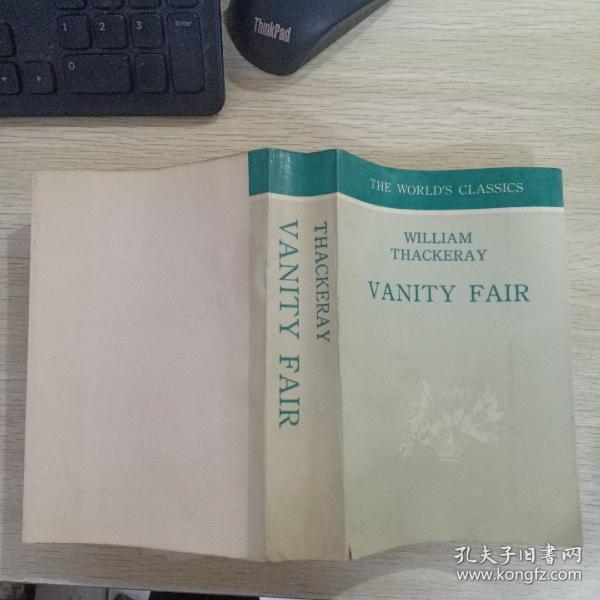 Enter
1
2
3
0
ThinkPad
THE WORLD'S CLASSICS
WILLIAM
THACKERAY
VANITY FAIR
THACKERAY
VANITY FAIR
孔夫子旧書网
www.kongfz.com